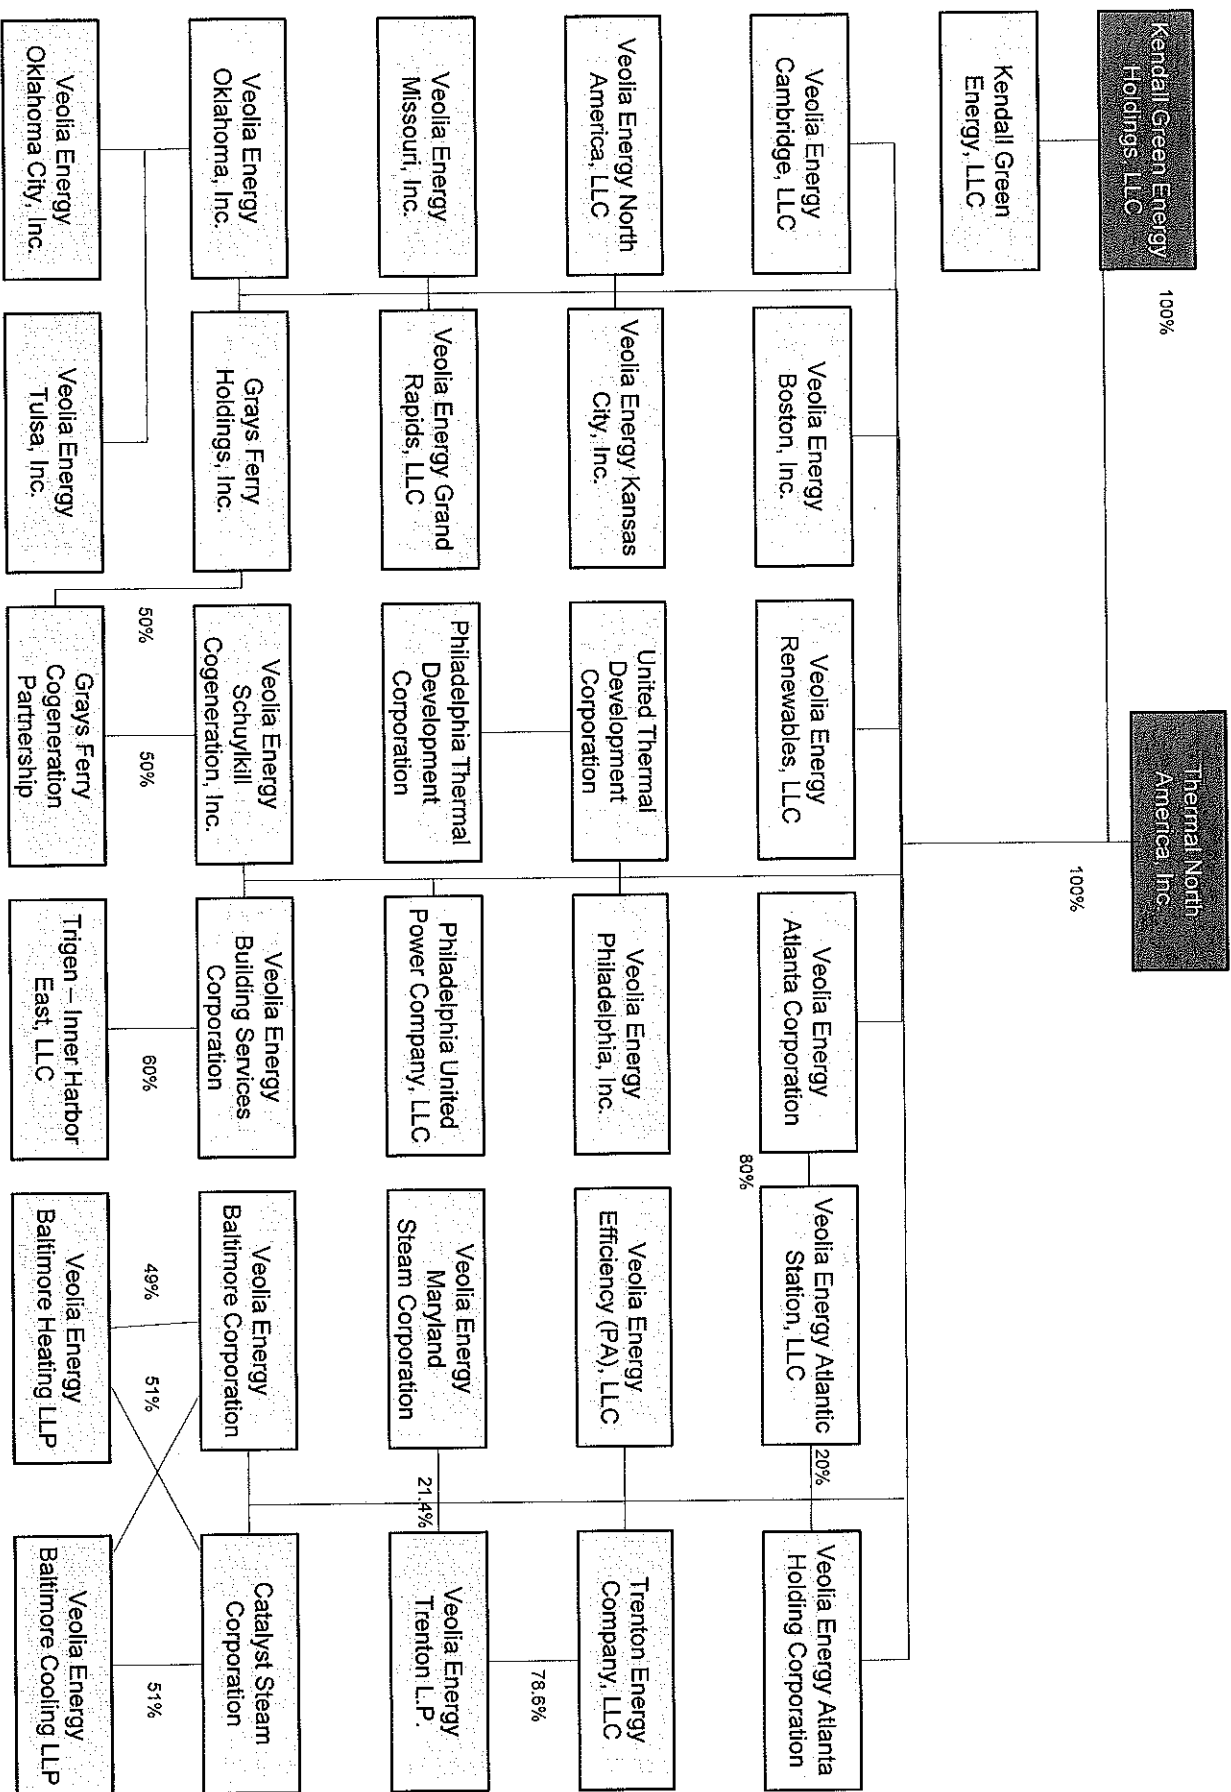 Thermal North
America, Inc.
100%
Kendall Green Energy
Holdings, LLC
100%
Kendall Green
Energy, LLC
Veolia Energy
Cambridge, LLC
Veolia Energy
Boston, Inc.
Veolia Energy
Renewables, LLC
Veolia Energy
Atlanta Corporation
80%
Veolia Energy Atlantic
Station, LLC
20%
Veolia Energy Atlanta
Holding Corporation
Veolia Energy North
America, LLC
Veolia Energy Kansas
City, Inc.
United Thermal
Development
Corporation
Veolia Energy
Philadelphia, Inc.
Veolia Energy
Efficiency (PA), LLC
Trenton Energy
Company, LLC
78.6%
Veolia Energy
Missouri, Inc.
Veolia Energy Grand
Rapids, LLC
Philadelphia Thermal
Development
Corporation
Philadelphia United
Power Company, LLC
Veolia Energy
Maryland
Steam Corporation
21.4%
Veolia Energy
Trenton L.P.
Veolia Energy
Oklahoma, Inc.
Grays Ferry
Holdings, Inc.
Veolia Energy
Schuylkill
Cogeneration, Inc.
Veolia Energy
Building Services
Corporation
Veolia Energy
Baltimore Corporation
Catalyst Steam
Corporation
50%
50%
60%
49%
51%
51%
Veolia Energy
Oklahoma City, Inc.
Veolia Energy
Tulsa, Inc.
Grays Ferry
Cogeneration
Partnership
Trigen – Inner Harbor
East, LLC
Veolia Energy
Baltimore Heating LLP
Veolia Energy
Baltimore Cooling LLP